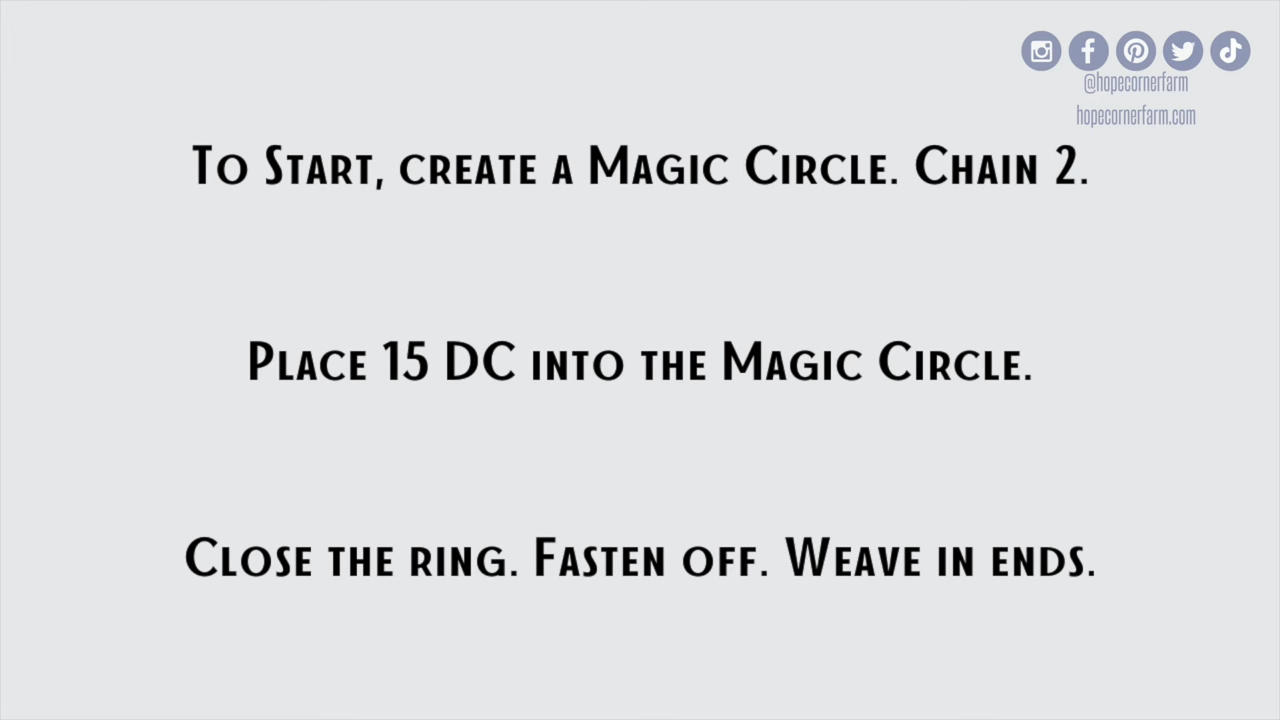 @hopecornerfarm
hopecornerfarm.com
To Start, create a Magic Circle. Chain 2.
Place 15 DC into the Magic Circle.
Close the ring. Fasten off. Weave in ends.